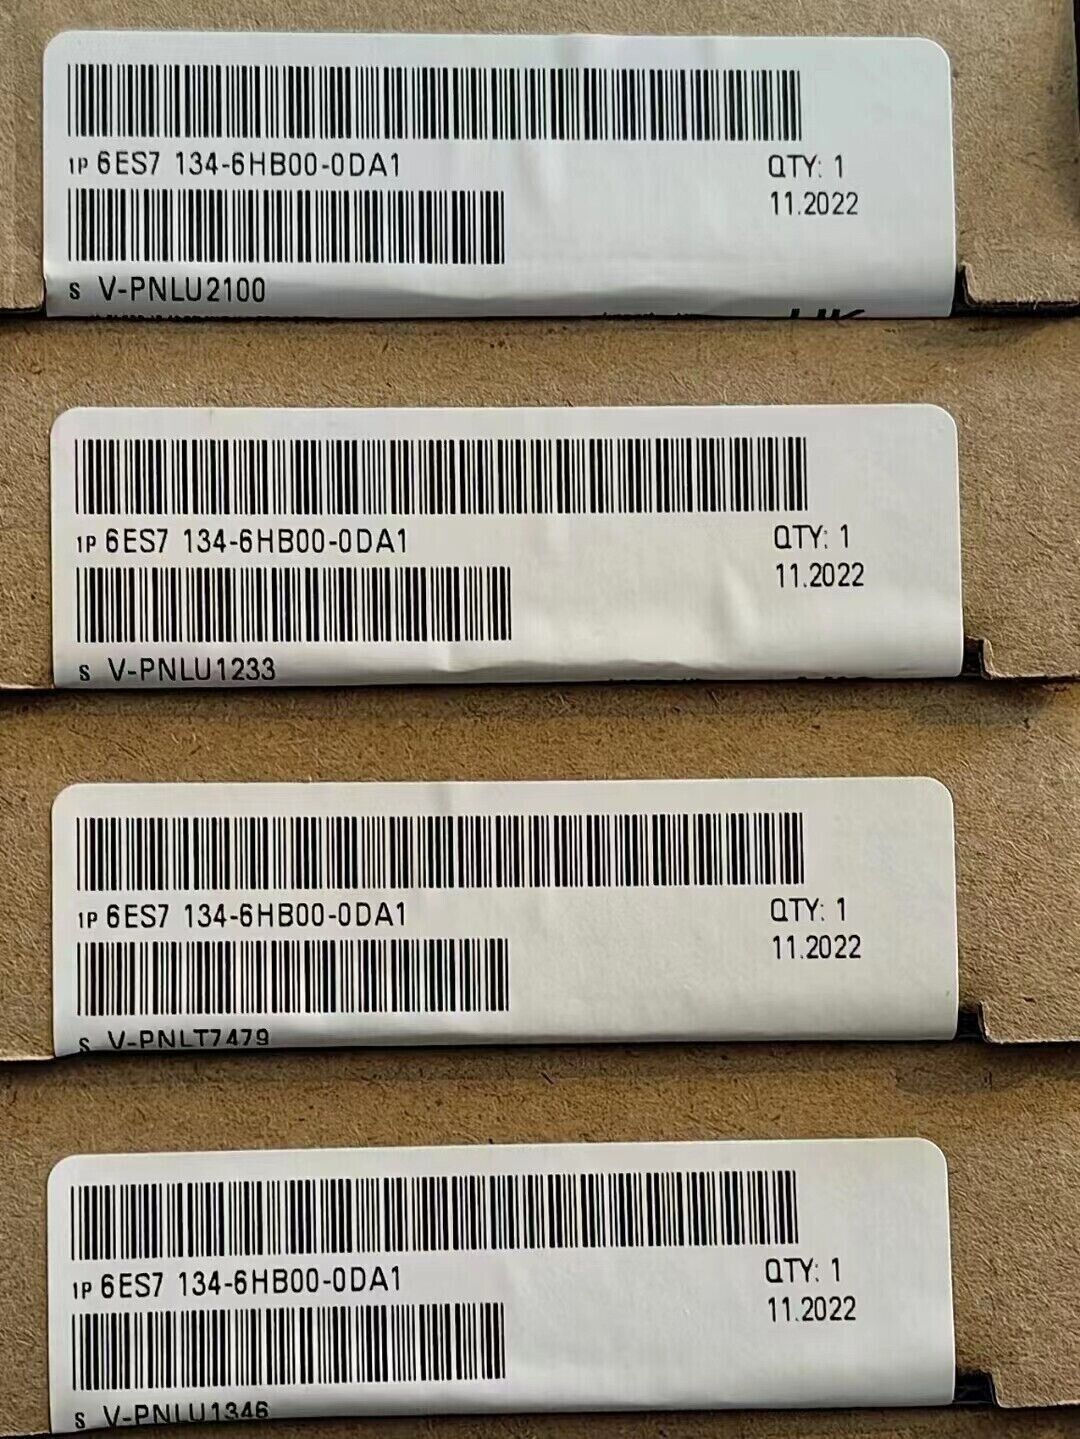 1P 6ES7 134-6HB00-0DA1
QTY: 1
11.2022
S V-PNLU2100
1P 6ES7 134-6HB00-0DA1
QTY: 1
11.2022
S V-PNLU1233
1P 6ES7 134-6HB00-0DA1
QTY: 1
11.2022
S V-PNLT7479
1P 6ES7 134-6HB00-0DA1
QTY: 1
11.2022
S V-PNLU1346